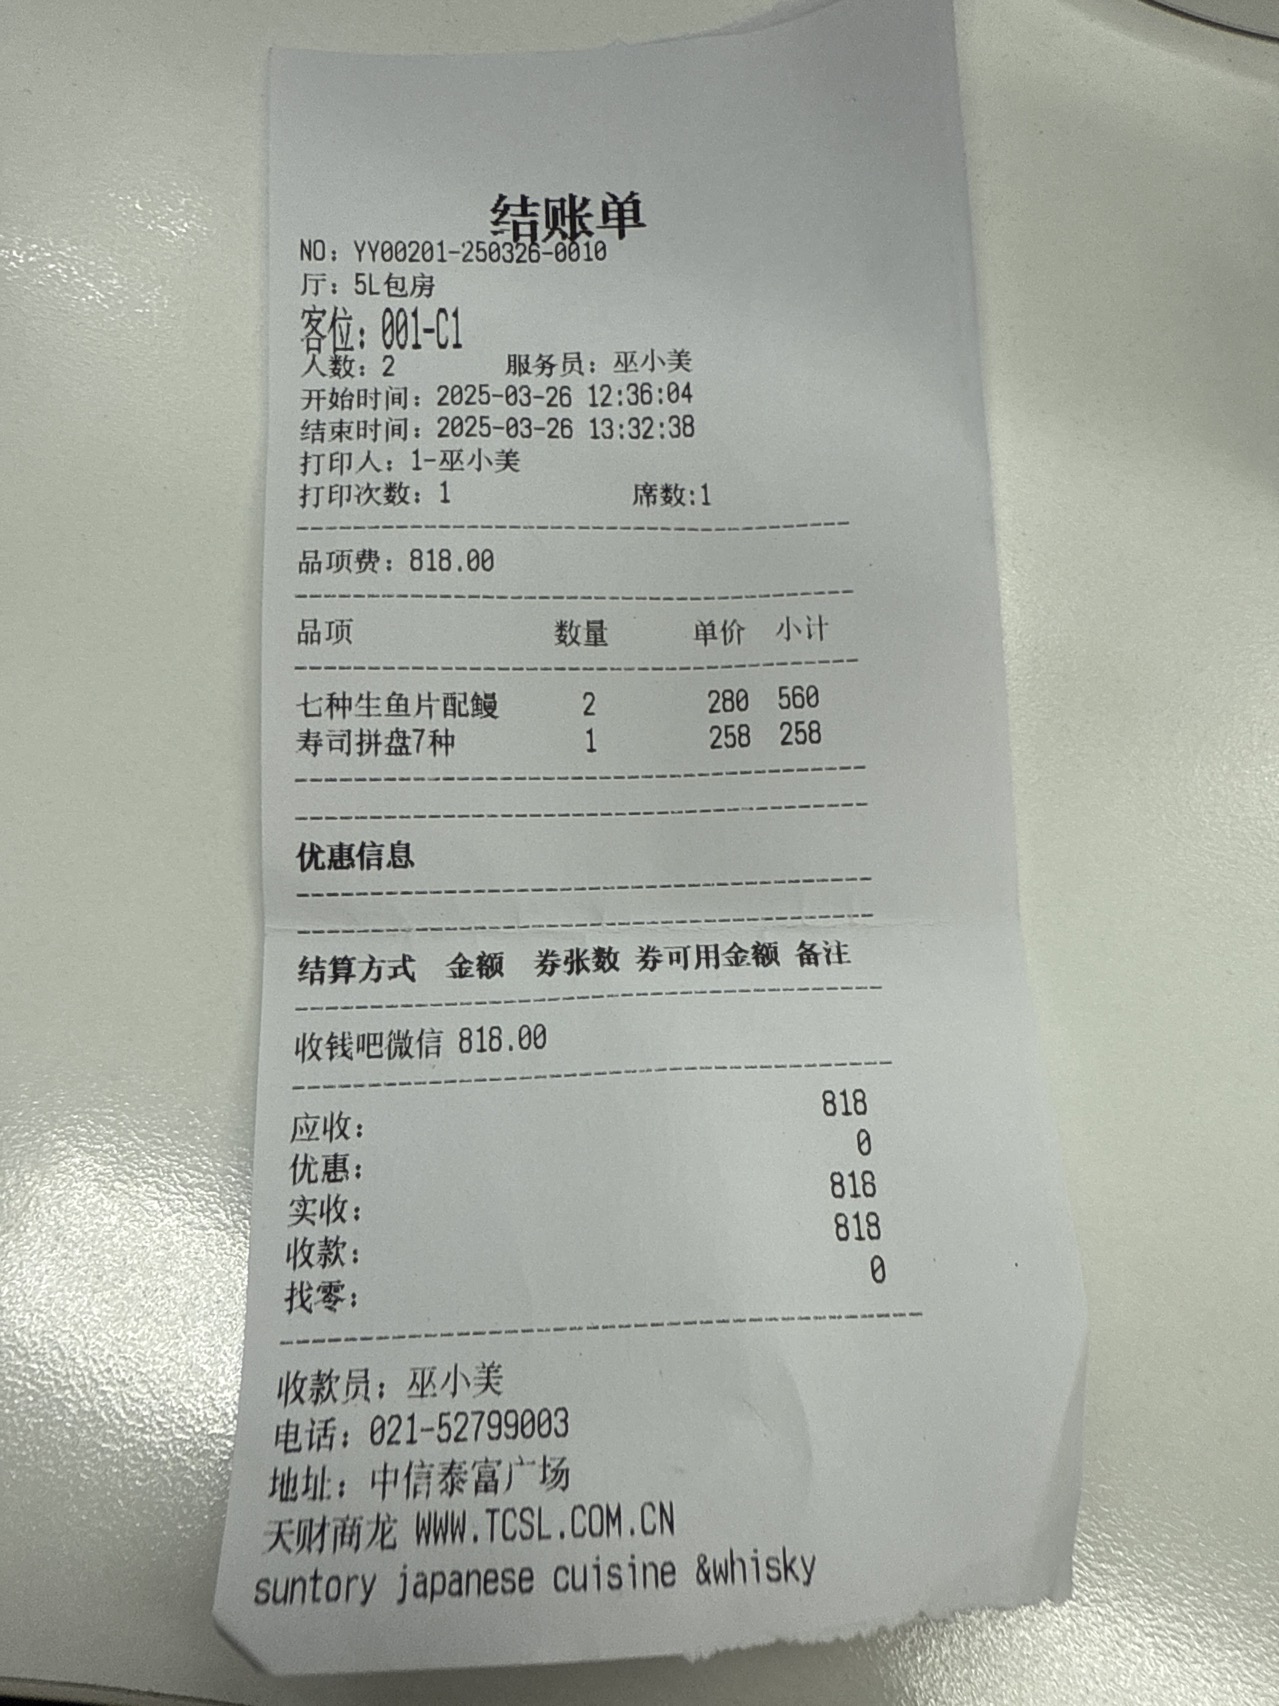 结账单
NO: YY00201-250326-0010
厅: 5L包房
客位: 001-C1
人数: 2 服务员: 巫小美
开始时间: 2025-03-26 12:36:04
结束时间: 2025-03-26 13:32:38
打印人: 1-巫小美
打印次数: 1 席数:1
品项费: 818.00
品项 数量 单价 小计
七种生鱼片配鳗 2 280 560
寿司拼盘7种 1 258 258
优惠信息
结算方式 金额 券张数 券可用金额 备注
收钱吧微信 818.00
应收: 818
优惠: 0
实收: 818
收款: 818
找零: 0
收款员: 巫小美
电话: 021-52799003
地址: 中信泰富广场
天财商龙 WWW.TCSL.COM.CN
suntory japanese cuisine &whisky